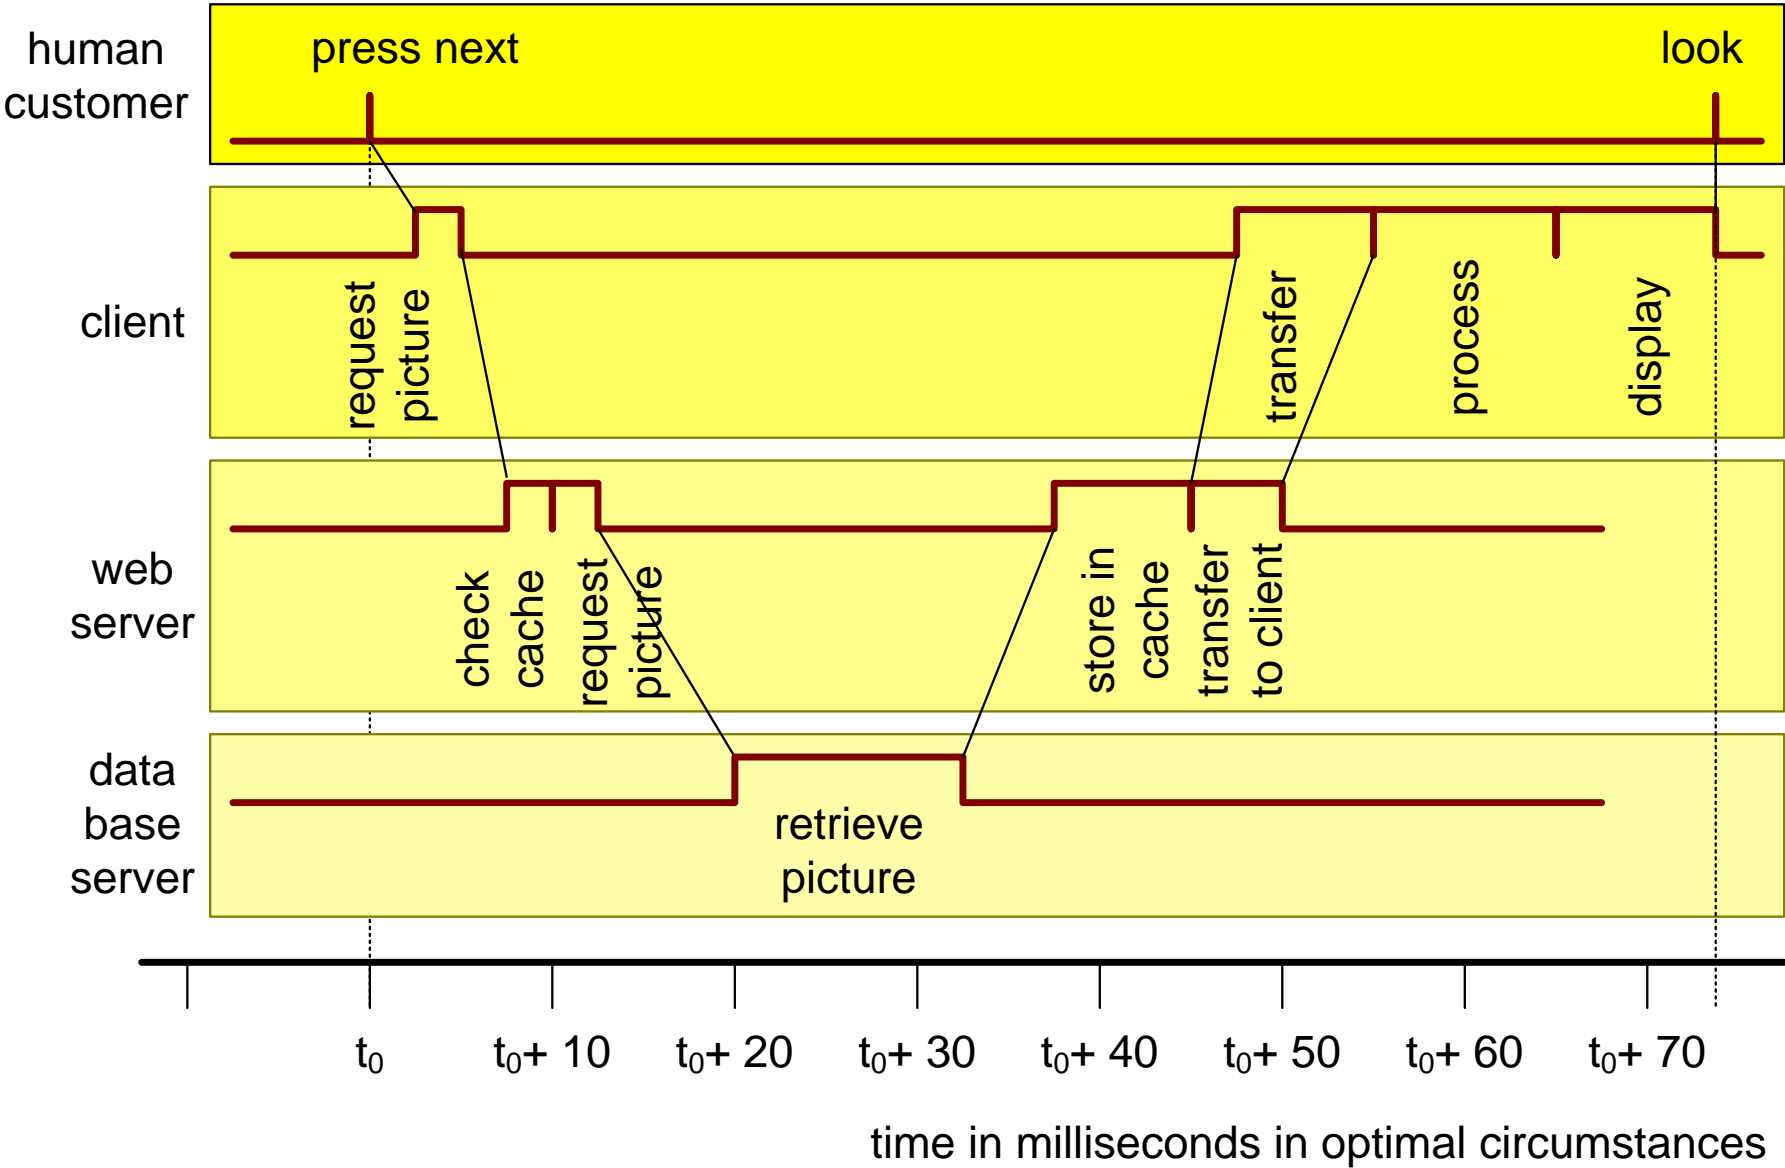 human
customer
press next
look
client
request
picture
transfer
process
display
web
server
check
cache
request
picture
store in
cache
transfer
to client
data
base
server
retrieve
picture
t0
t0+ 10
t0+ 20
t0+ 30
t0+ 40
t0+ 50
t0+ 60
t0+ 70
time in milliseconds in optimal circumstances